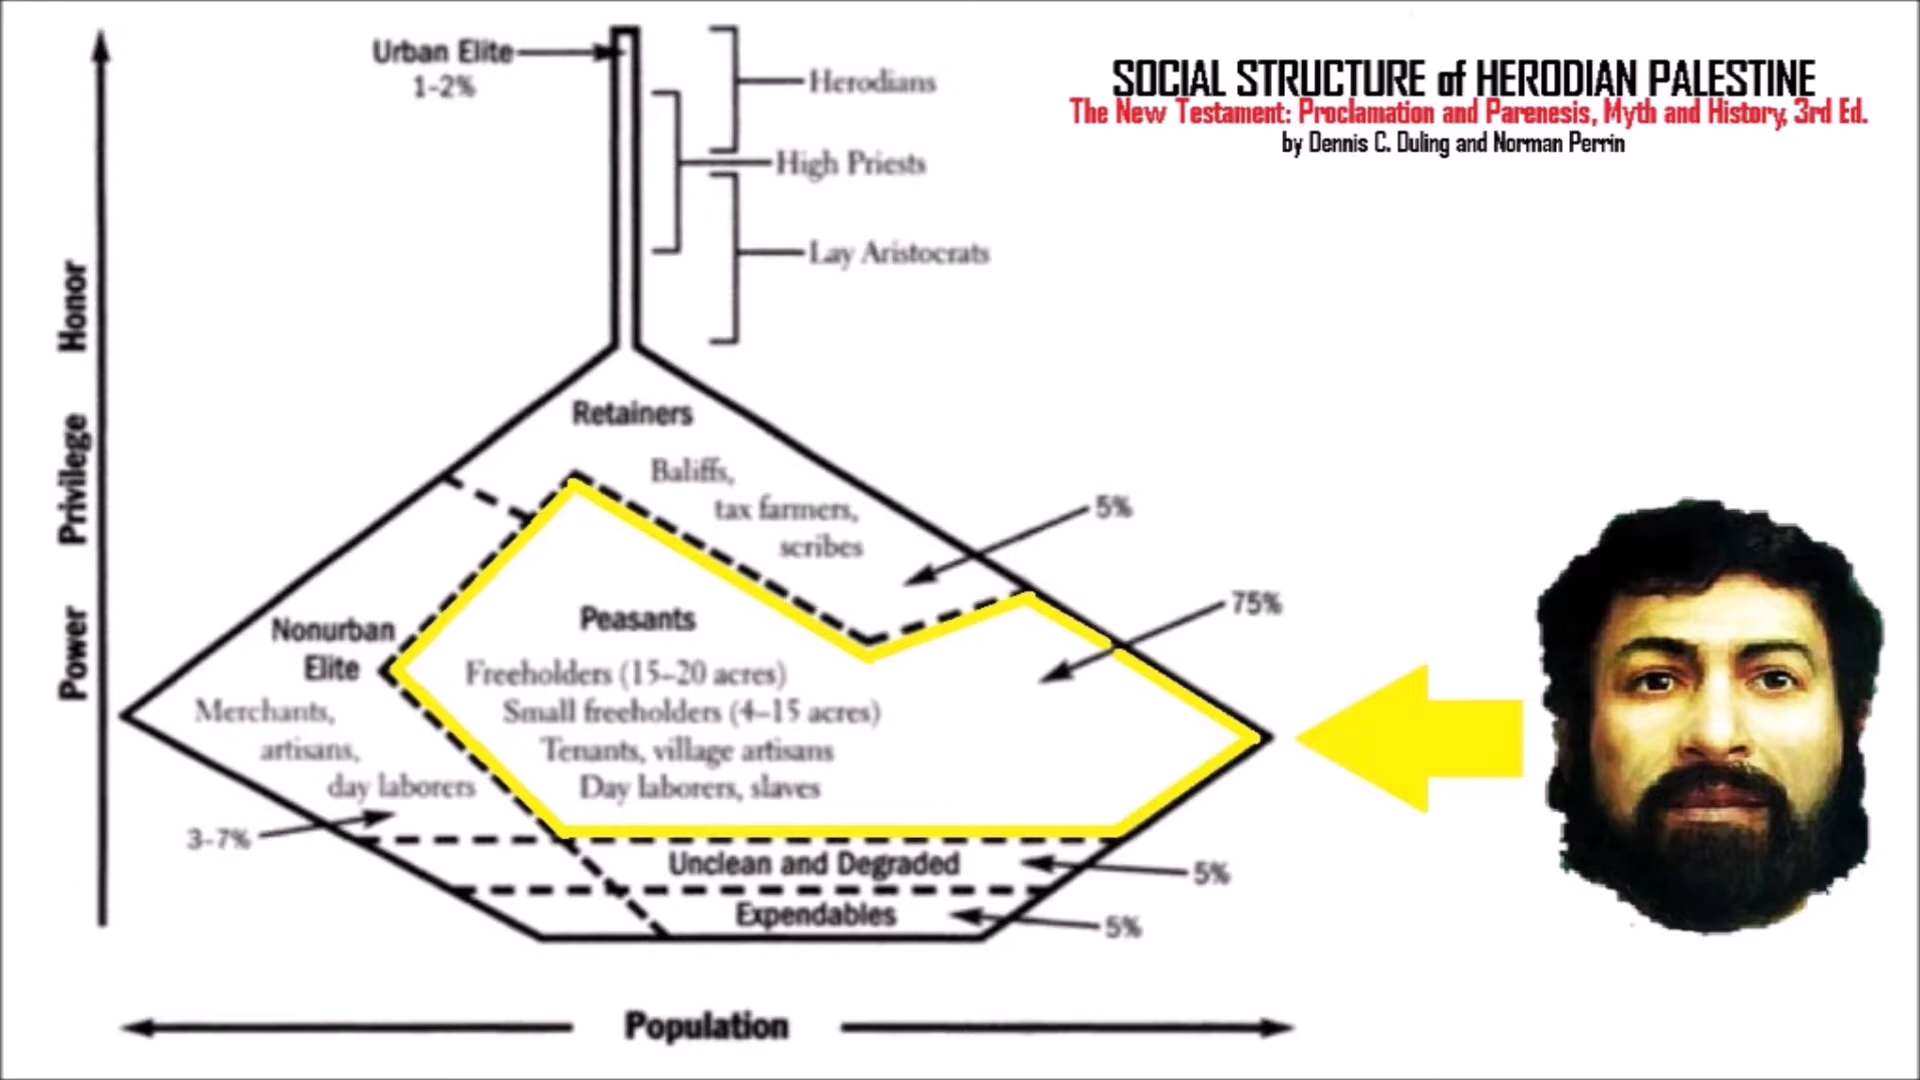 SOCIAL STRUCTURE of HERODIAN PALESTINE
The New Testament: Proclamation and Parenesis, Myth and History, 3rd Ed.
by Dennis C. Duling and Norman Perrin
Urban Elite
1-2%
Herodians
High Priests
Lay Aristocrats
Honor
Privilege
Power
Retainers
Baliffs,
tax farmers,
scribes
5%
75%
Nonurban
Elite
Merchants,
artisans,
day laborers
3-7%
Peasants
Freeholders (15-20 acres)
Small freeholders (4-15 acres)
Tenants, village artisans
Day laborers, slaves
Unclean and Degraded
5%
Expendables
5%
Population